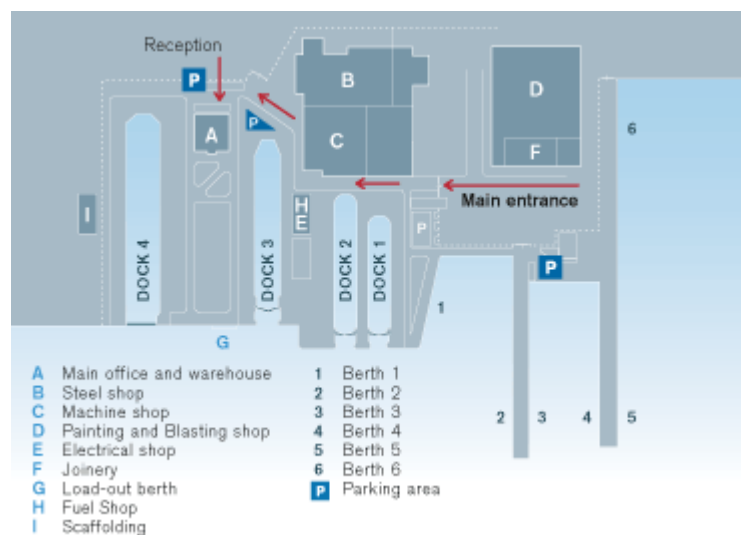 Reception
P
B
D
P
A
C
F
6
I
H
E
P
Main entrance
P
DOCK 4
DOCK 3
DOCK 2
DOCK 1
1
G
2
3
4
5
A Main office and warehouse
B Steel shop
C Machine shop
D Painting and Blasting shop
E Electrical shop
F Joinery
G Load-out berth
H Fuel Shop
I Scaffolding
1 Berth 1
2 Berth 2
3 Berth 3
4 Berth 4
5 Berth 5
6 Berth 6
P Parking area